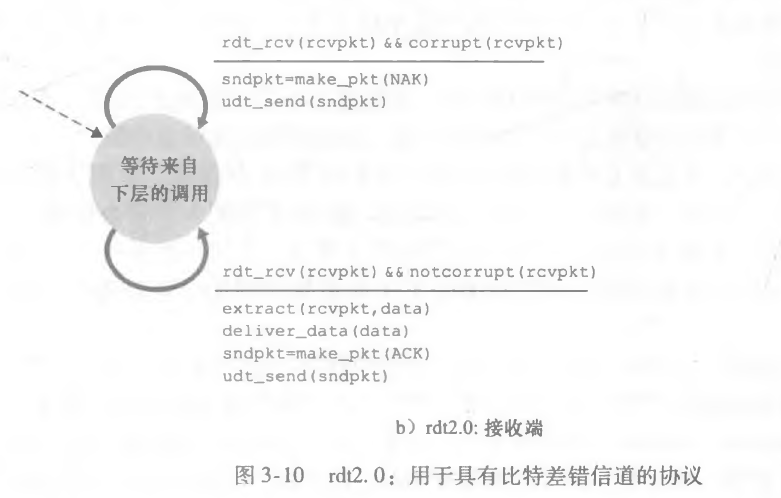 rdt_rcv(rcvpkt) && corrupt(rcvpkt)
sndpkt=make_pkt(NAK)
udt_send(sndpkt)
等待来自
下层的调用
rdt_rcv(rcvpkt) && notcorrupt(rcvpkt)
extract(rcvpkt,data)
deliver_data(data)
sndpkt=make_pkt(ACK)
udt_send(sndpkt)
b）rdt2.0: 接收端
图 3-10 rdt2.0：用于具有比特差错信道的协议